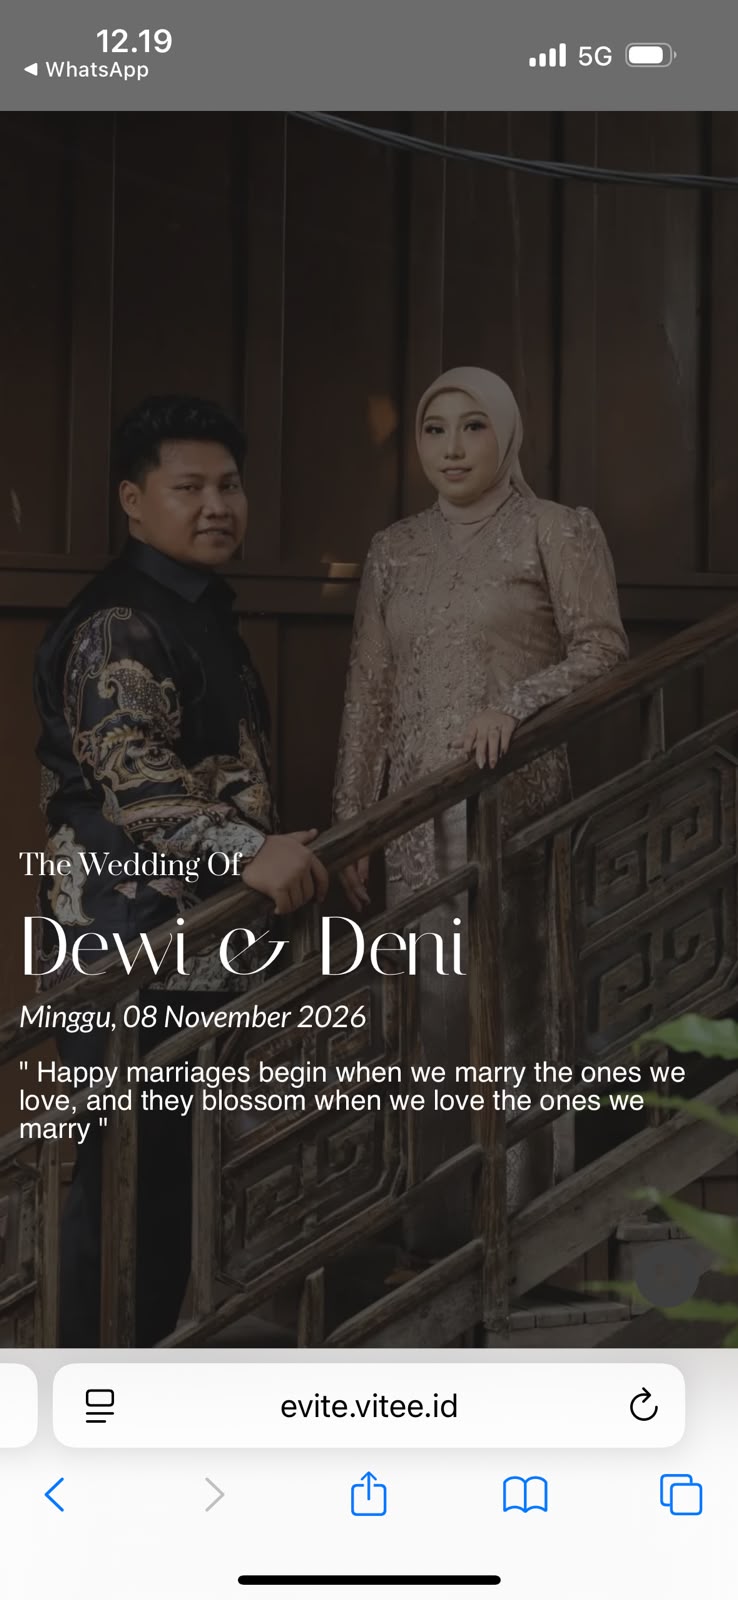 12.19
5G
◀ WhatsApp
The Wedding Of
Dewi & Deni
Minggu, 08 November 2026
" Happy marriages begin when we marry the ones we
love, and they blossom when we love the ones we
marry "
evite.vitee.id